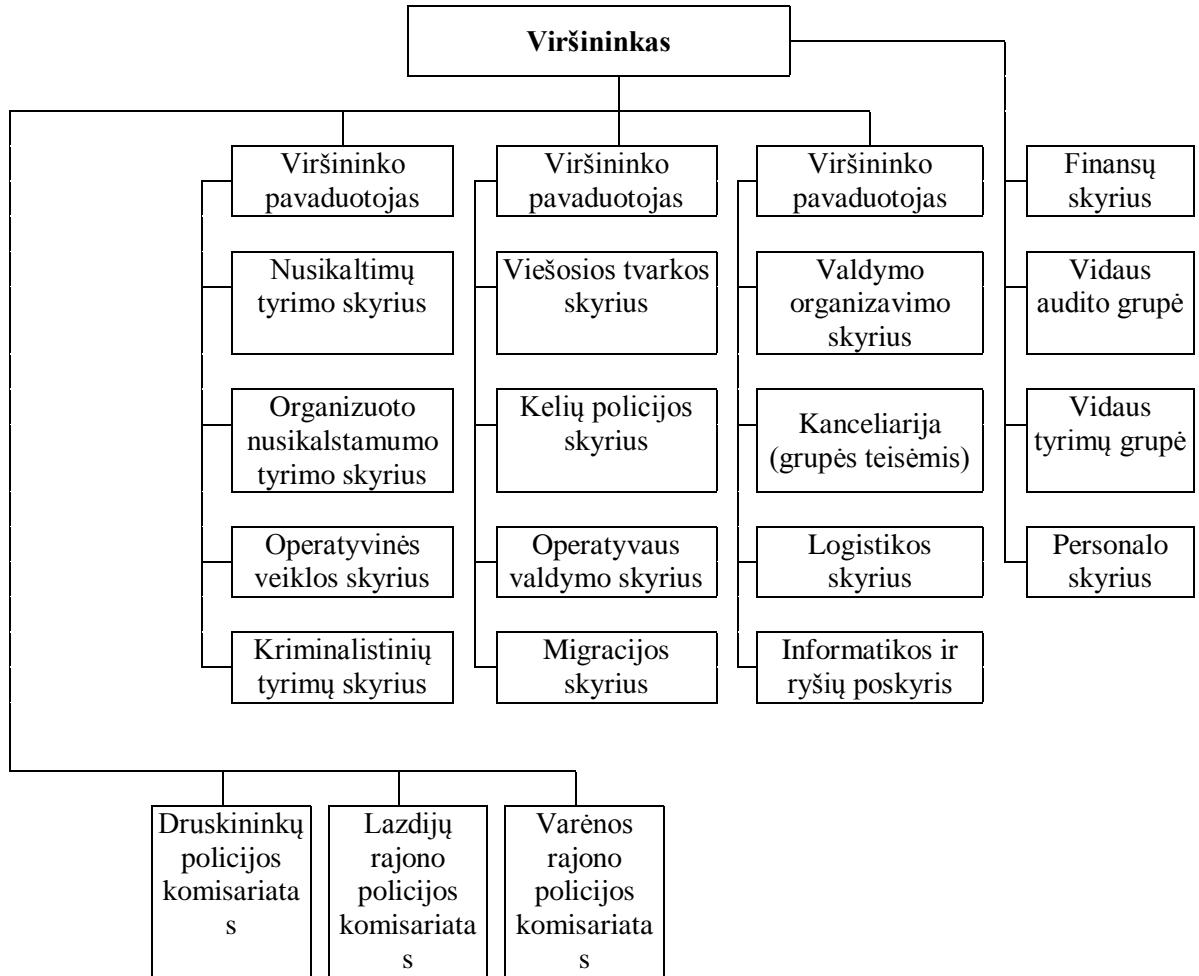 Viršininkas
Viršininko
pavaduotojas
Nusikaltimų
tyrimo skyrius
Organizuoto
nusikalstamumo
tyrimo skyrius
Operatyvinės
veiklos skyrius
Kriminalistinių
tyrimų skyrius
Viršininko
pavaduotojas
Viešosios tvarkos
skyrius
Kelių policijos
skyrius
Operatyvaus
valdymo skyrius
Migracijos
skyrius
Viršininko
pavaduotojas
Valdymo
organizavimo
skyrius
Kanceliarija
(grupės teisėmis)
Logistikos
skyrius
Informatikos ir
ryšių poskyris
Finansų
skyrius
Vidaus
audito grupė
Vidaus
tyrimų grupė
Personalo
skyrius
Druskininkų
policijos
komisariata
s
Lazdijų
rajono
policijos
komisariata
s
Varėnos
rajono
policijos
komisariata
s